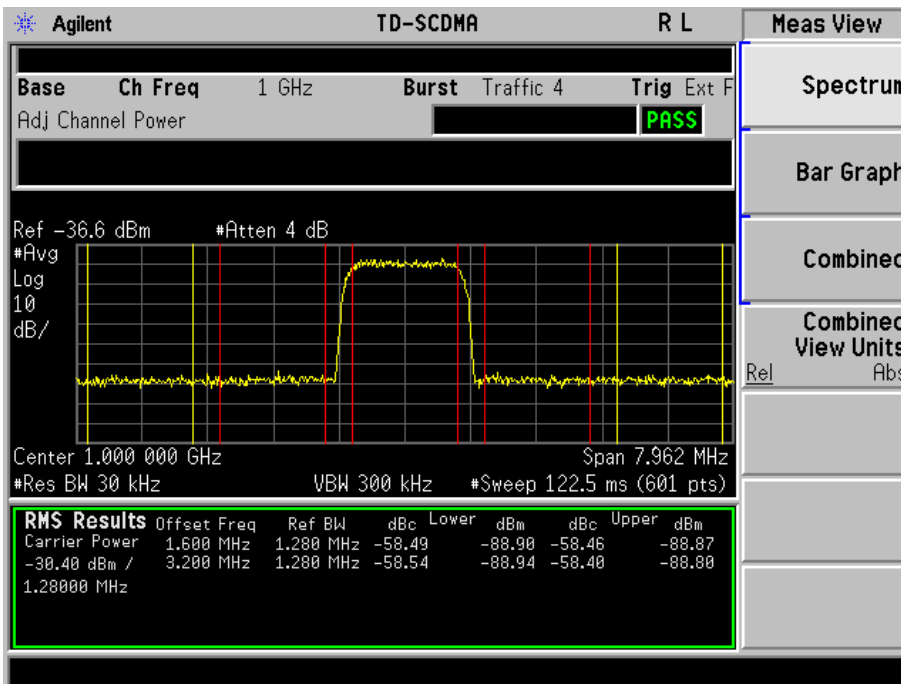 Agilent TD-SCDMA R L Meas View
Base Ch Freq 1 GHz Burst Traffic 4 Trig Ext F
Adj Channel Power PASS
Spectrum
Bar Graph
Combined
Combined
View Units
Rel Abs
Ref -36.6 dBm #Atten 4 dB
#Avg
Log
10
dB/
Center 1.000 000 GHz Span 7.962 MHz
#Res BW 30 kHz VBW 300 kHz #Sweep 122.5 ms (601 pts)
RMS Results Offset Freq Ref BW dBc Lower dBm dBc Upper dBm
Carrier Power 1.600 MHz 1.280 MHz -58.49 -88.90 -58.46 -88.87
-30.40 dBm / 3.200 MHz 1.280 MHz -58.54 -88.94 -58.40 -88.80
1.28000 MHz